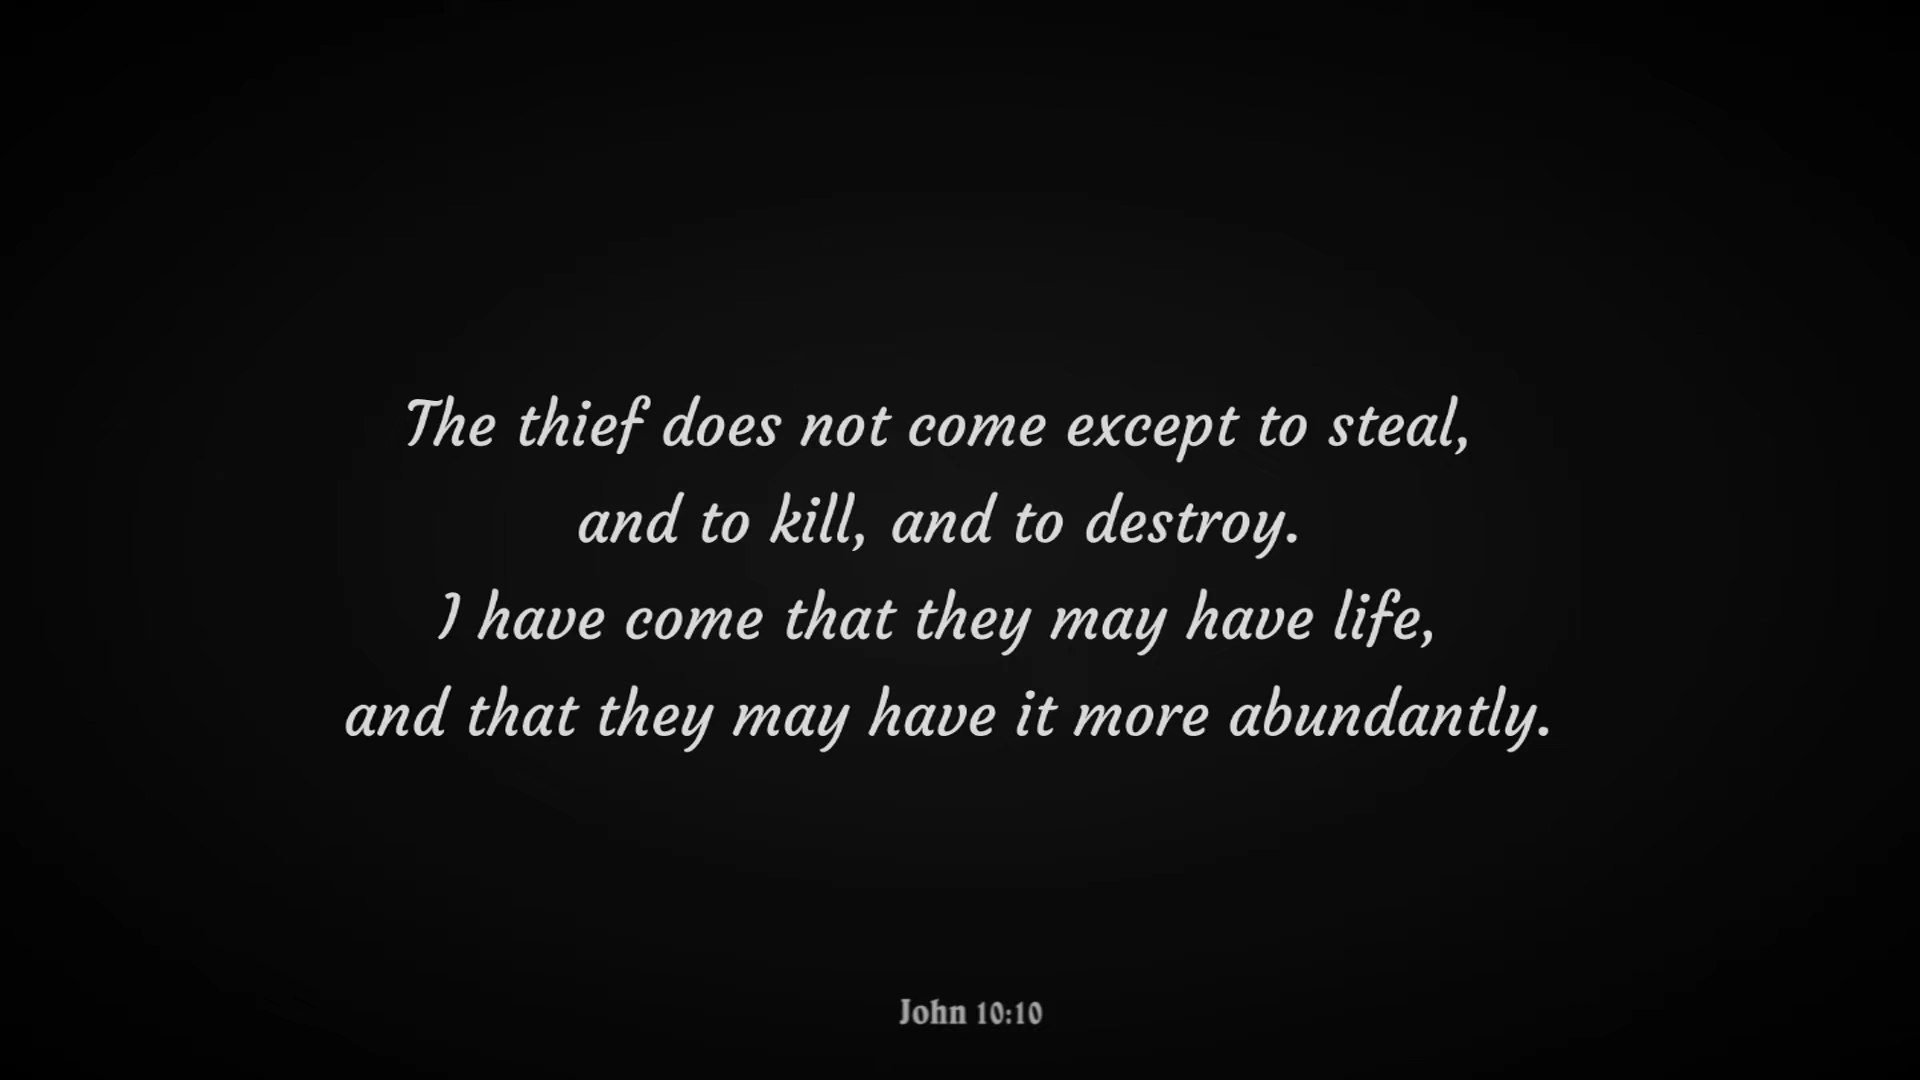 The thief does not come except to steal,
and to kill, and to destroy.
I have come that they may have life,
and that they may have it more abundantly.
John 10:10